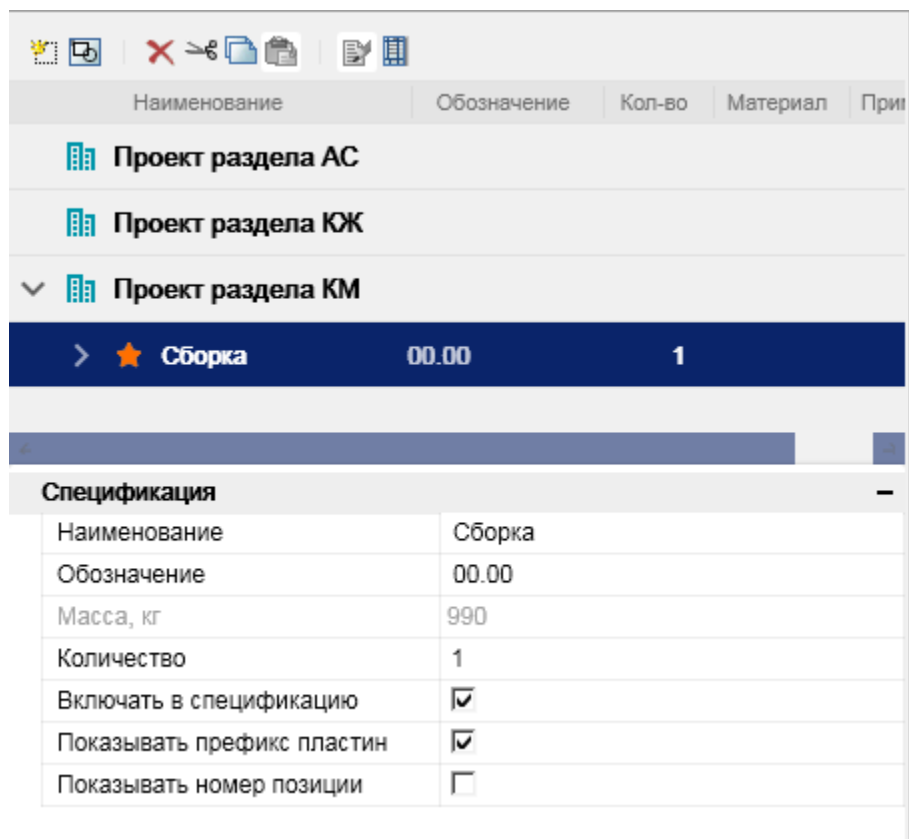 Наименование Обозначение Кол-во Материал
Проект раздела АС
Проект раздела КЖ
Проект раздела КМ
Сборка 00.00 1
Спецификация
Наименование Сборка
Обозначение 00.00
Масса, кг 990
Количество 1
Включать в спецификацию
Показывать префикс пластин
Показывать номер позиции